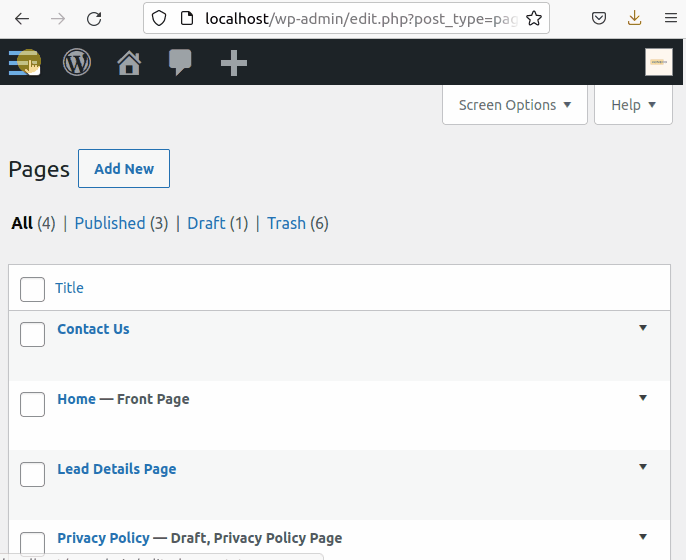 localhost/wp-admin/edit.php?post_type=pag
Screen Options
Help
Pages
Add New
All (4) | Published (3) | Draft (1) | Trash (6)
Title
Contact Us
Home — Front Page
Lead Details Page
Privacy Policy — Draft, Privacy Policy Page